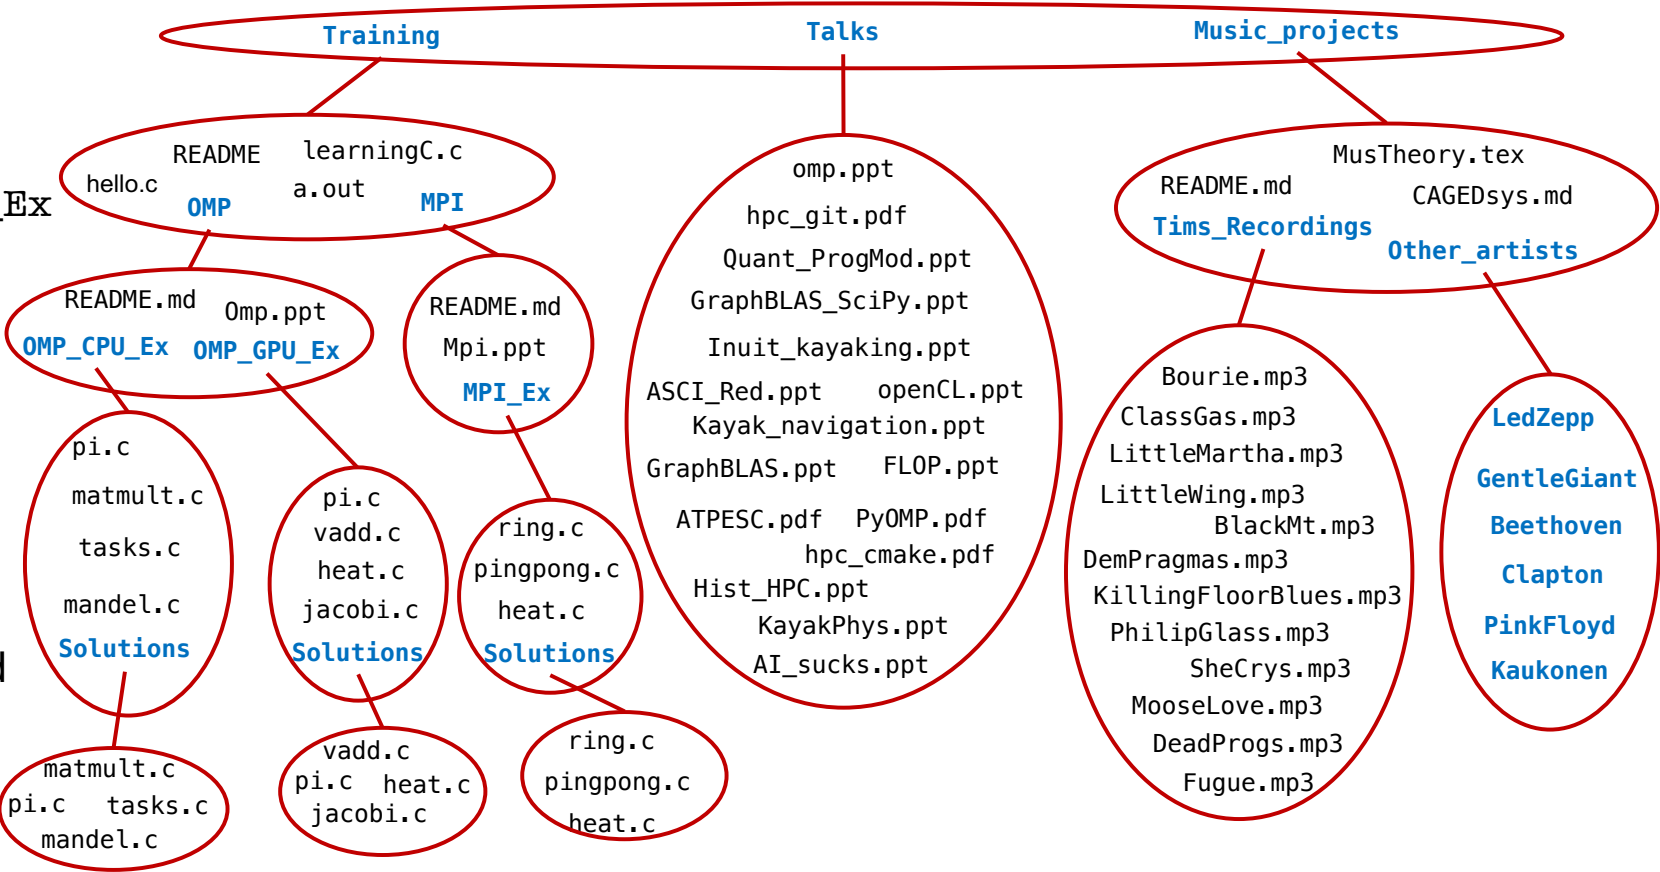 Training
Talks
Music_projects
README
learningC.c
hello.c
a.out
OMP
MPI
_Ex
README.md
Omp.ppt
OMP_CPU_Ex
OMP_GPU_Ex
README.md
Mpi.ppt
MPI_Ex
pi.c
matmult.c
tasks.c
mandel.c
Solutions
pi.c
vadd.c
heat.c
jacobi.c
Solutions
ring.c
pingpong.c
heat.c
Solutions
matmult.c
pi.c
tasks.c
mandel.c
vadd.c
pi.c
heat.c
jacobi.c
ring.c
pingpong.c
heat.c
omp.ppt
hpc_git.pdf
Quant_ProgMod.ppt
GraphBLAS_SciPy.ppt
Inuit_kayaking.ppt
ASCI_Red.ppt
openCL.ppt
Kayak_navigation.ppt
GraphBLAS.ppt
FLOP.ppt
ATPESC.pdf
PyOMP.pdf
hpc_cmake.pdf
Hist_HPC.ppt
KayakPhys.ppt
AI_sucks.ppt
MusTheory.tex
README.md
CAGEDsys.md
Tims_Recordings
Other_artists
Bourie.mp3
ClassGas.mp3
LittleMartha.mp3
LittleWing.mp3
BlackMt.mp3
DemPragmas.mp3
KillingFloorBlues.mp3
PhilipGlass.mp3
SheCrys.mp3
MooseLove.mp3
DeadProgs.mp3
Fugue.mp3
LedZepp
GentleGiant
Beethoven
Clapton
PinkFloyd
Kaukonen